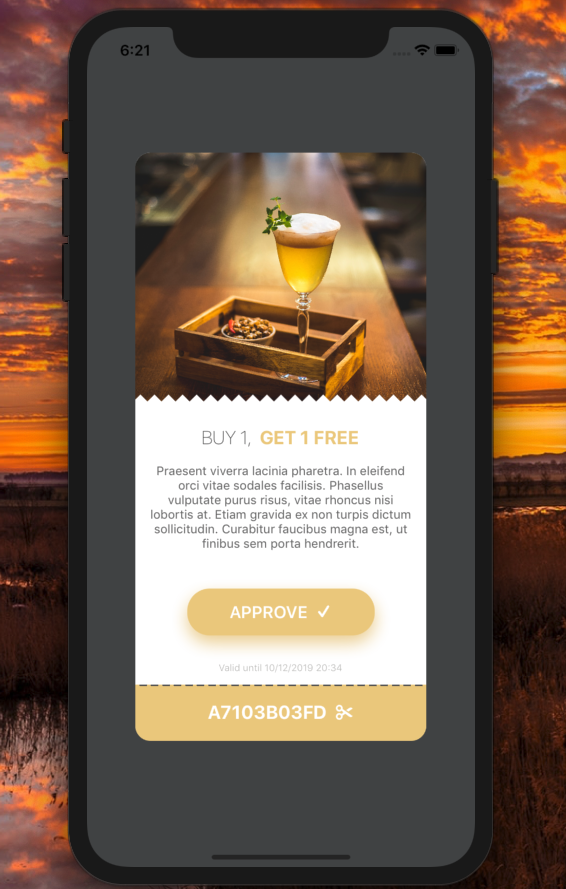 6:21
BUY 1, GET 1 FREE
Praesent viverra lacinia pharetra. In eleifend
orci vitae sodales facilisis. Phasellus
vulputate purus risus, vitae rhoncus nisi
lobortis at. Etiam gravida ex non turpis dictum
sollicitudin. Curabitur faucibus magna est, ut
finibus sem porta hendrerit.
APPROVE
Valid until 10/12/2019 20:34
A7103B03FD